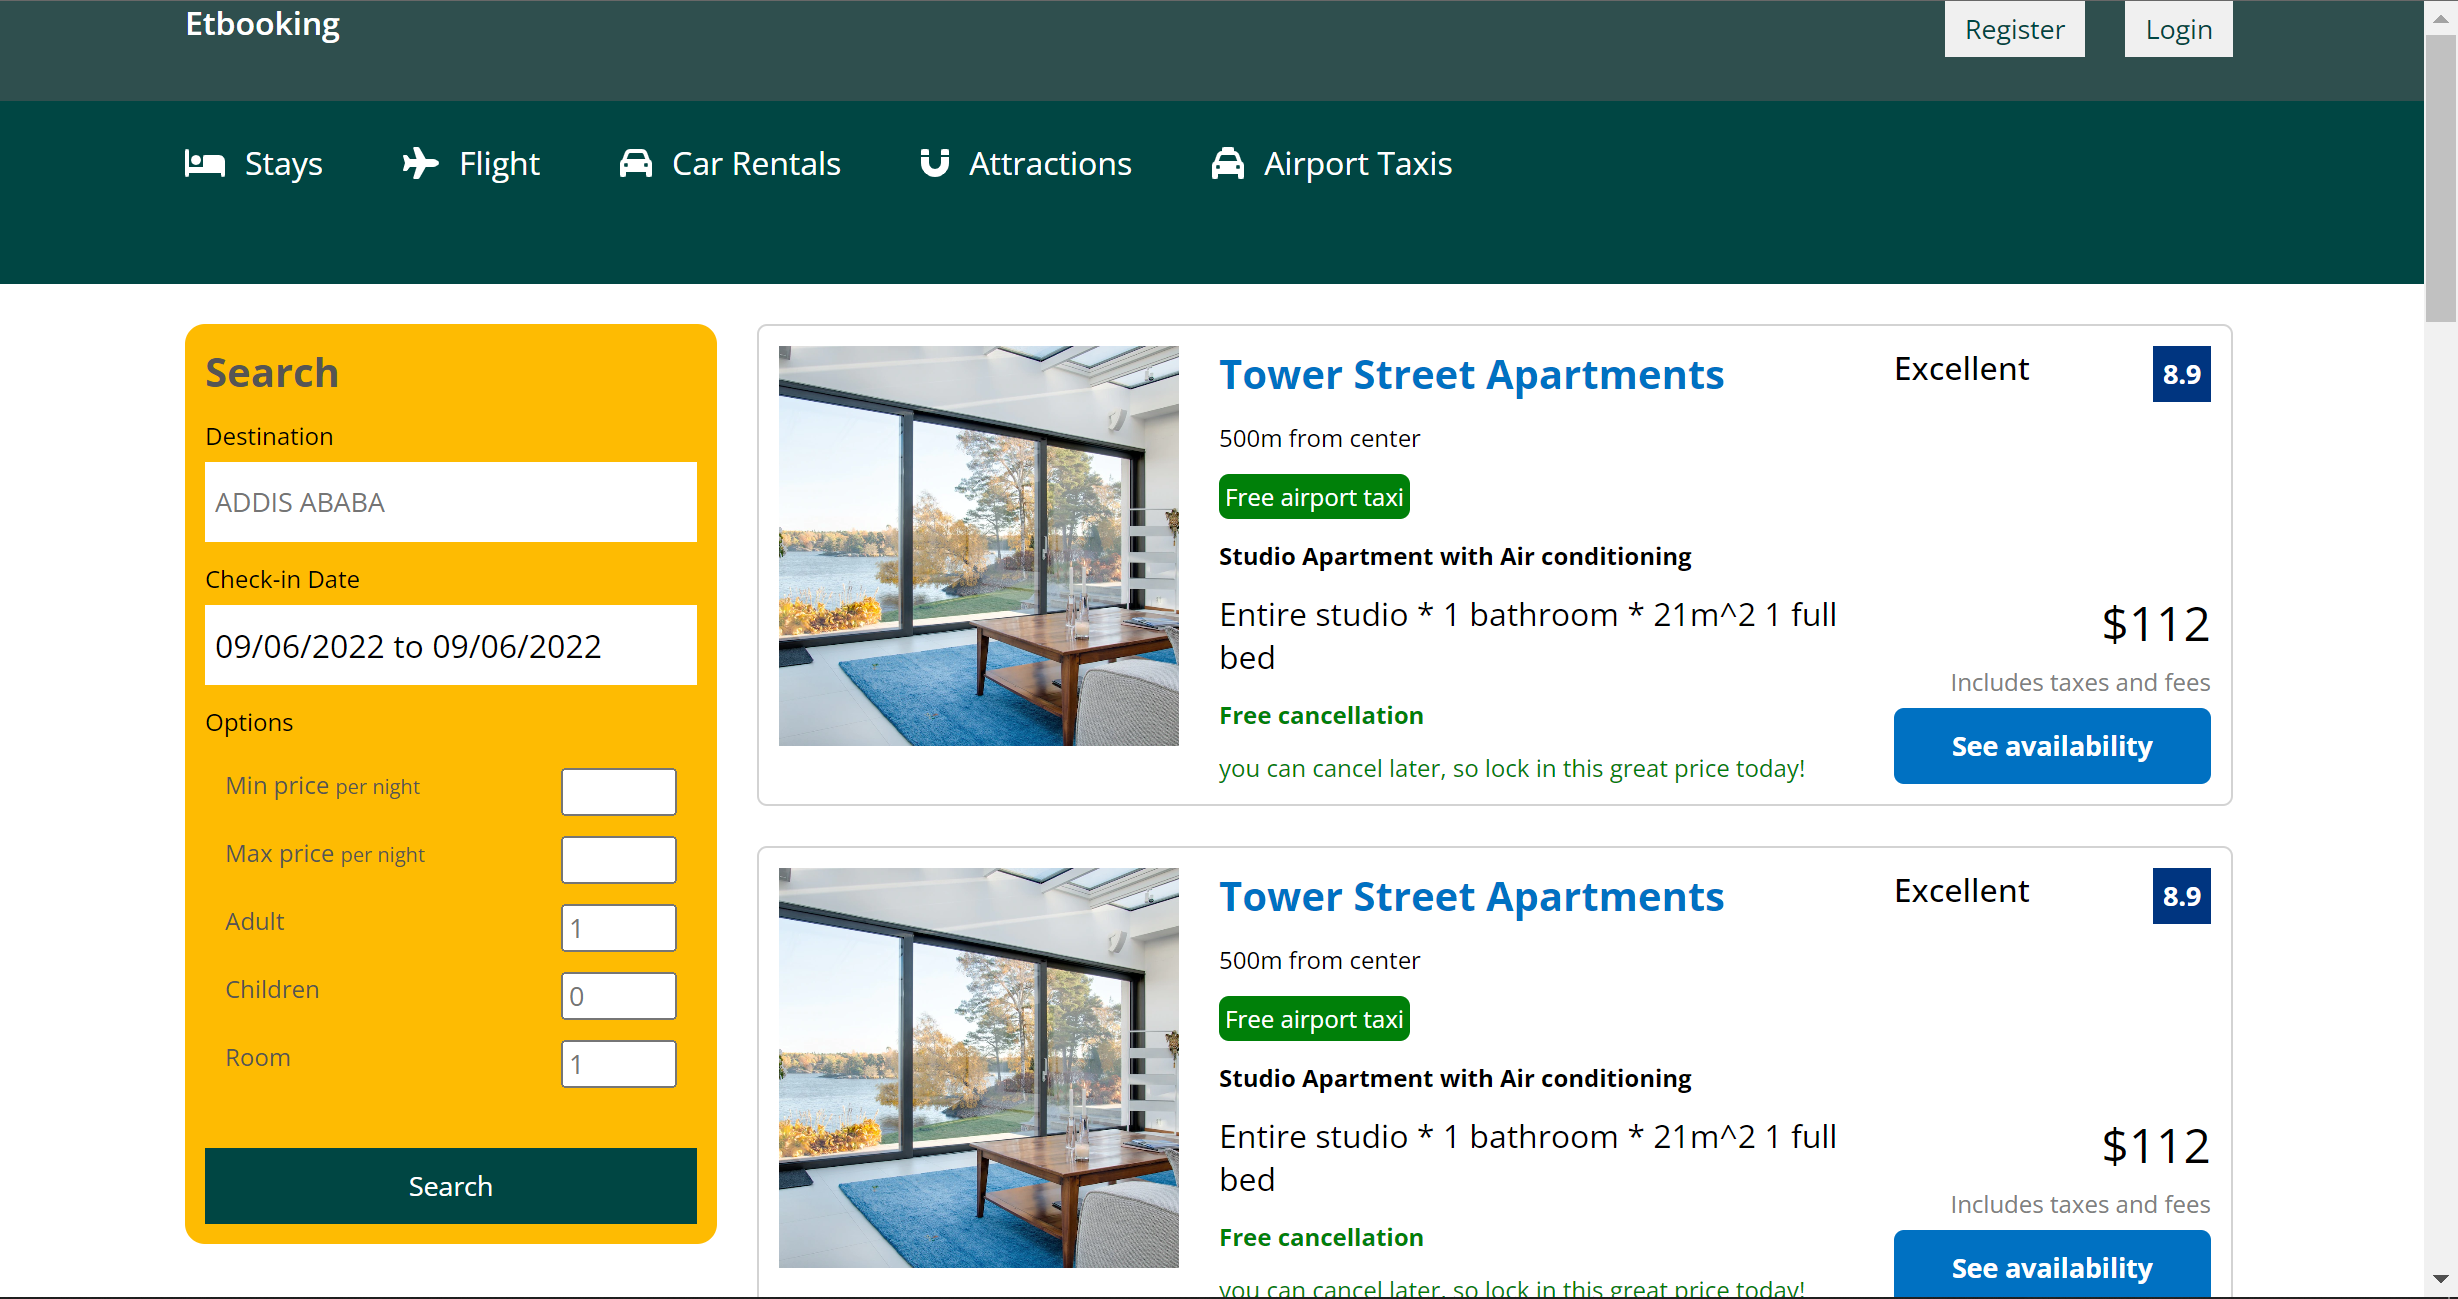 Etbooking
Register
Login
Stays
Flight
Car Rentals
Attractions
Airport Taxis
Search
Destination
ADDIS ABABA
Check-in Date
09/06/2022 to 09/06/2022
Options
Min price per night
Max price per night
Adult
1
Children
0
Room
1
Search
Tower Street Apartments
500m from center
Free airport taxi
Studio Apartment with Air conditioning
Entire studio * 1 bathroom * 21m^2 1 full
bed
Free cancellation
you can cancel later, so lock in this great price today!
Excellent
8.9
$112
Includes taxes and fees
See availability
Tower Street Apartments
500m from center
Free airport taxi
Studio Apartment with Air conditioning
Entire studio * 1 bathroom * 21m^2 1 full
bed
Free cancellation
you can cancel later, so lock in this great price today!
Excellent
8.9
$112
Includes taxes and fees
See availability